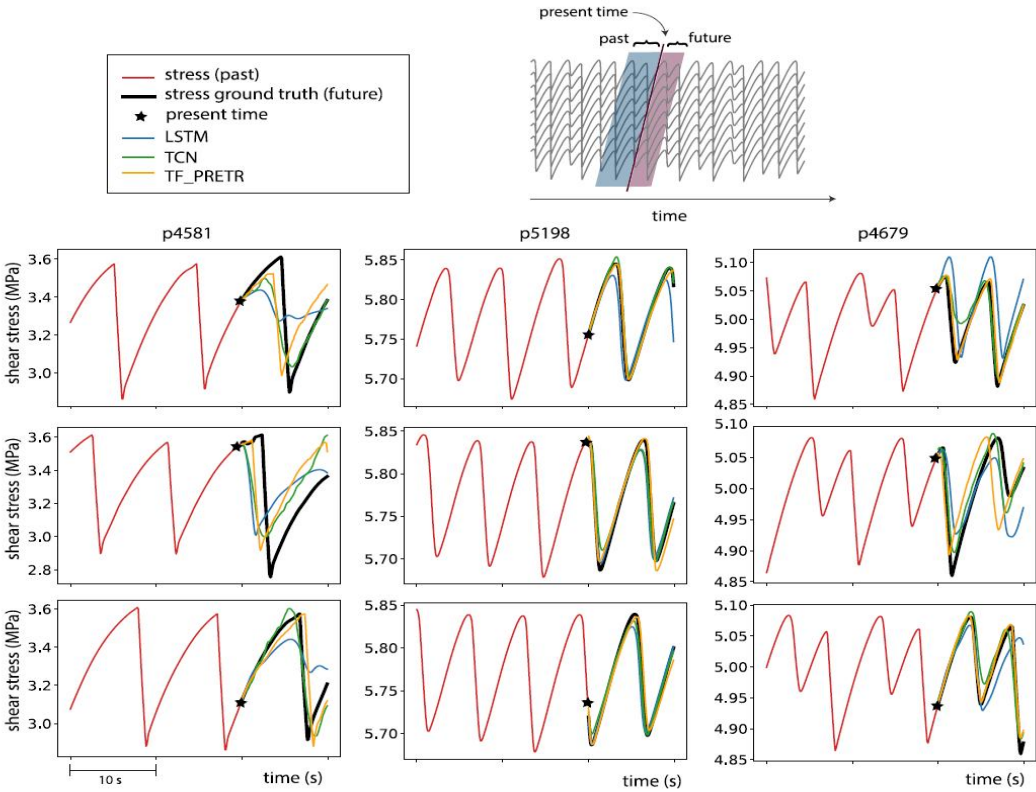 present time
past
future
time
stress (past)
stress ground truth (future)
present time
LSTM
TCN
TF_PRETR
p4581
p5198
p4679
shear stress (MPa)
3.6
3.4
3.2
3.0
5.85
5.80
5.75
5.70
5.10
5.05
5.00
4.95
4.90
4.85
shear stress (MPa)
3.6
3.4
3.2
3.0
2.8
5.85
5.80
5.75
5.70
5.10
5.05
5.00
4.95
4.90
4.85
shear stress (MPa)
3.6
3.4
3.2
3.0
5.85
5.80
5.75
5.70
5.10
5.05
5.00
4.95
4.90
4.85
10 s
time (s)
time (s)
time (s)